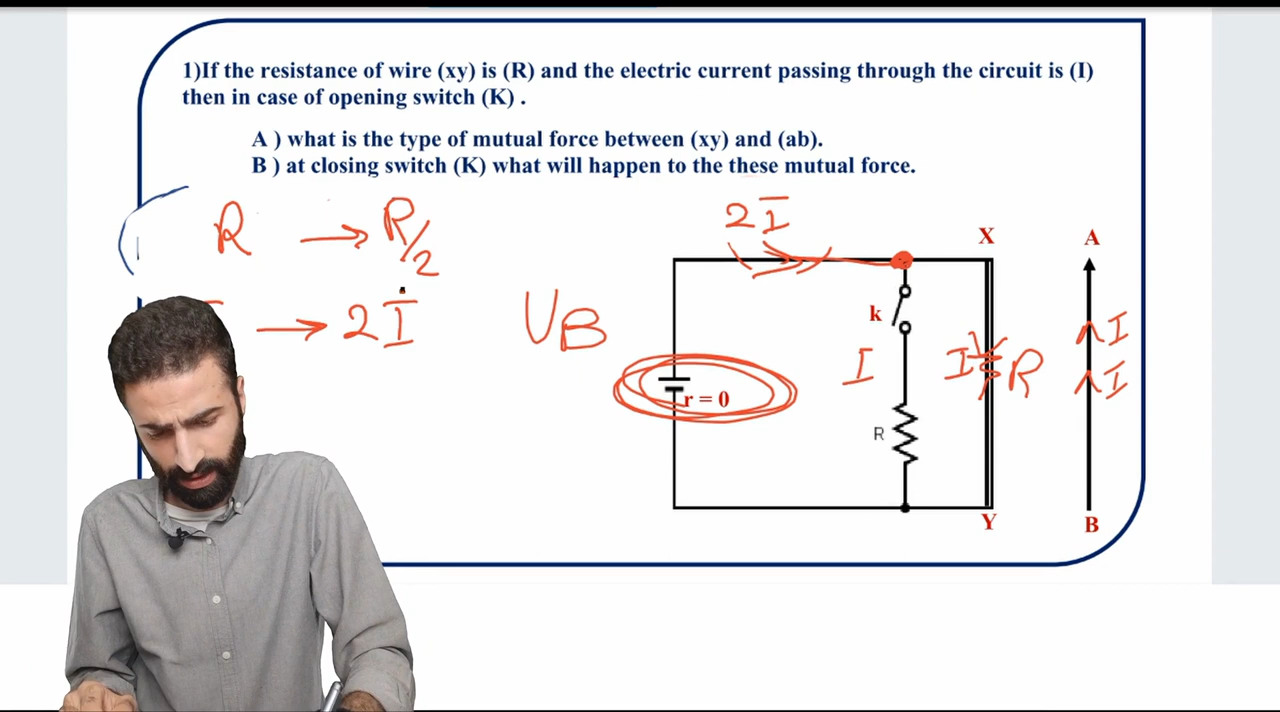 1)If the resistance of wire (xy) is (R) and the electric current passing through the circuit is (I)
then in case of opening switch (K) .
A ) what is the type of mutual force between (xy) and (ab).
B ) at closing switch (K) what will happen to the these mutual force.
R → R/2
→ 2I
VB
2I
X
A
k
I
I
R
I
I
r = 0
R
Y
B